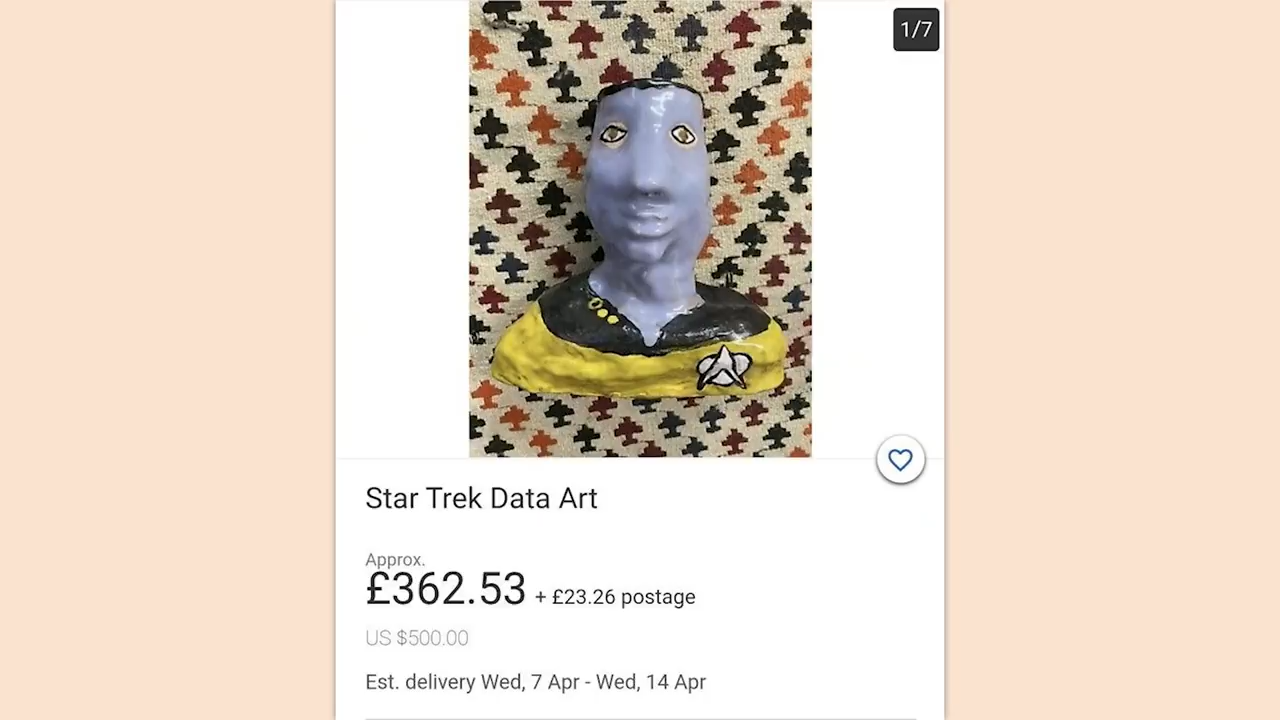 1/7
Star Trek Data Art
Approx.
£362.53 + £23.26 postage
US $500.00
Est. delivery Wed, 7 Apr - Wed, 14 Apr